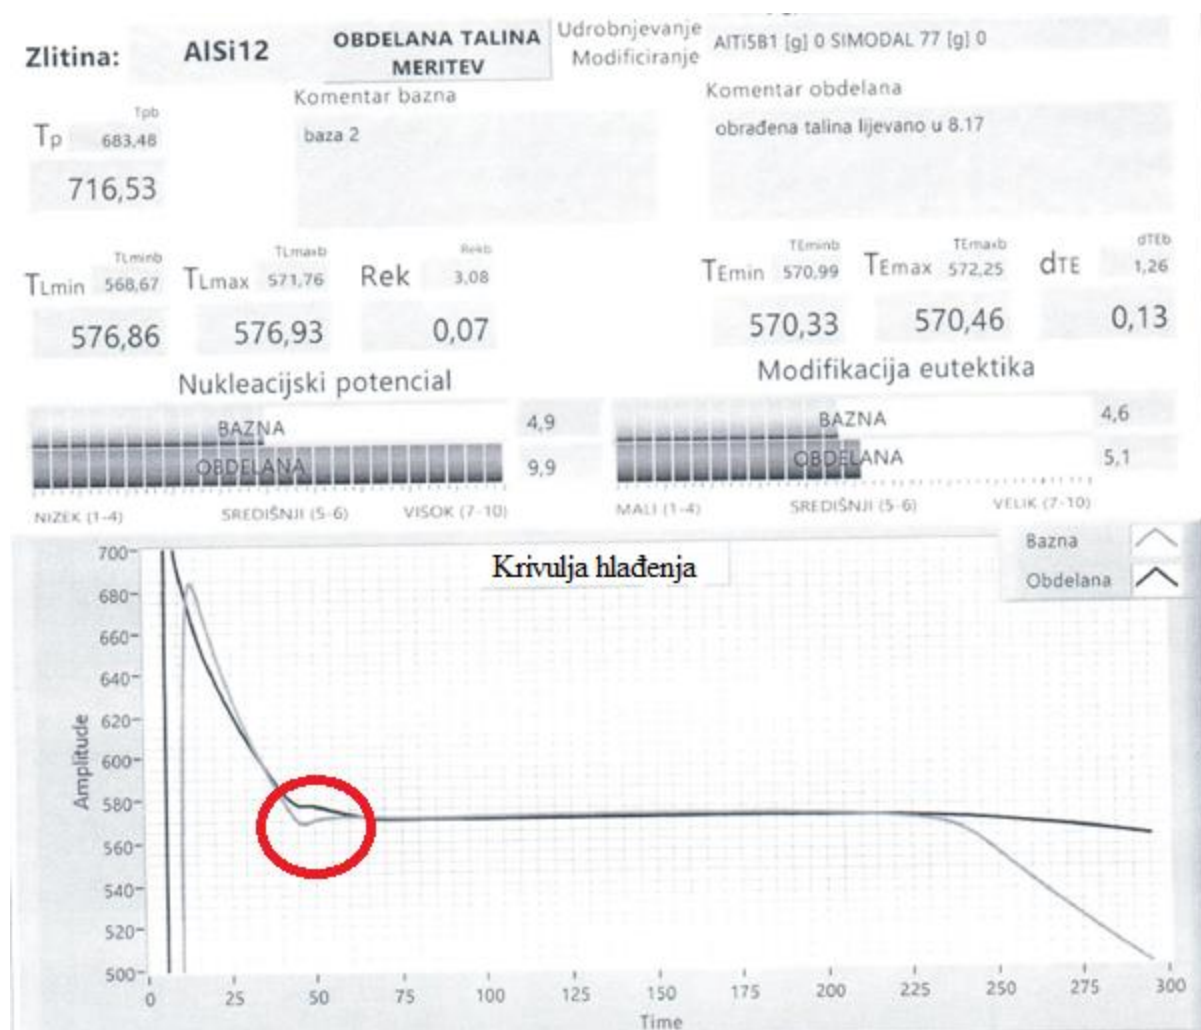 Zlitina: AlSi12 OBDELANA TALINA Udrobnjevanje AlTi5B1 [g] 0 SIMODAL 77 [g] 0
MERITEV Modificiranje
Komentar bazna Komentar obdelana
Tp Tpb 683,48 baza 2 obrađena talina lijevano u 8.17
716,53
TLminb TLmaxb Rekb TEminb TEmaxb dTEb
TLmin 568,67 TLmax 571,76 Rek 3,08 TEmin 570,99 TEmax 572,25 dTE 1,26
576,86 576,93 0,07 570,33 570,46 0,13
Nukleacijski potencial Modifikacija eutektika
BAZNA 4,9 BAZNA 4,6
OBDELANA 9,9 OBDELANA 5,1
NIZEK (1-4) SREDIŠNJI (5-6) VISOK (7-10) MALI (1-4) SREDIŠNJI (5-6) VELIK (7-10)
Krivulja hlađenja
Bazna
Obdelana
Amplitude
700
680
660
640
620
600
580
560
540
520
500
0 25 50 75 100 125 150 175 200 225 250 275 300
Time